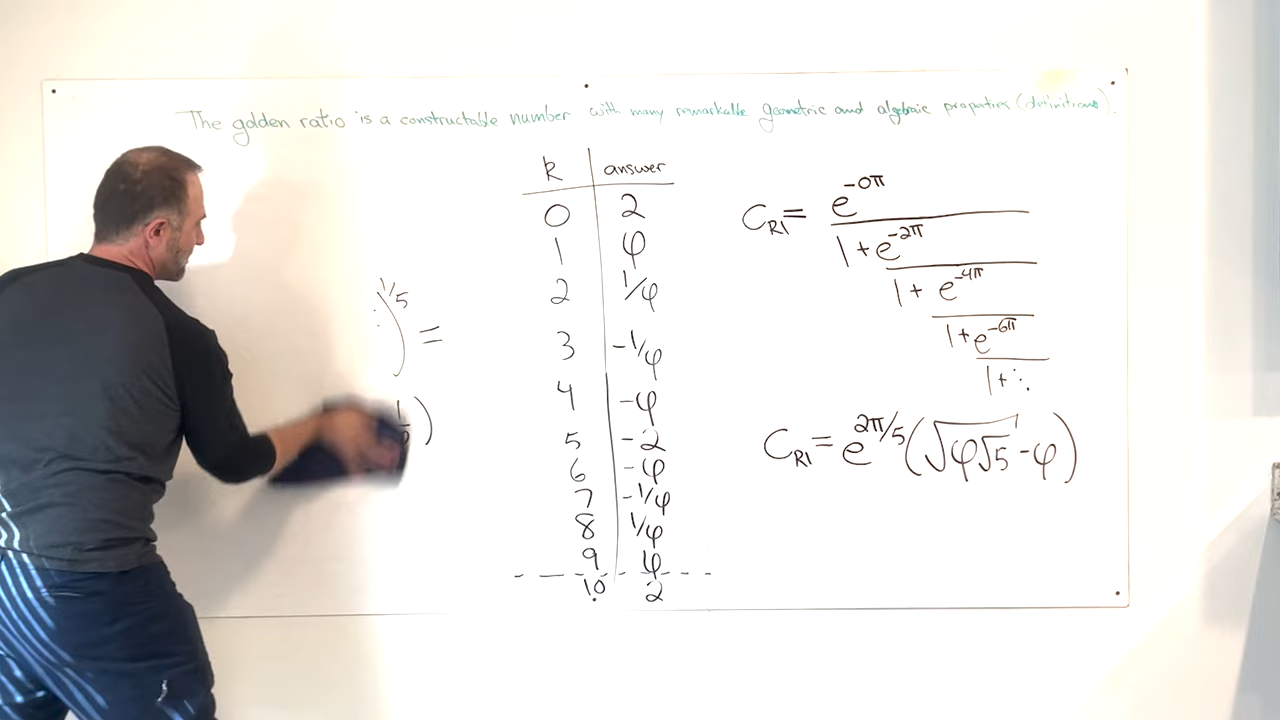 The golden ratio is a constructable number with many remarkable geometric and algebraic properties (definitions).
)^1/5 =
)
k answer
0 2
1 φ
2 1/φ
3 -1/φ
4 -φ
5 -2
6 -φ
7 -1/φ
8 1/φ
9 φ
10 2
C_R1 = e^-0π
1+e^-2π
1+ e^-4π
1+e^-6π
1+⋱
C_R1 = e^2π/5 (√φ√5 -φ)